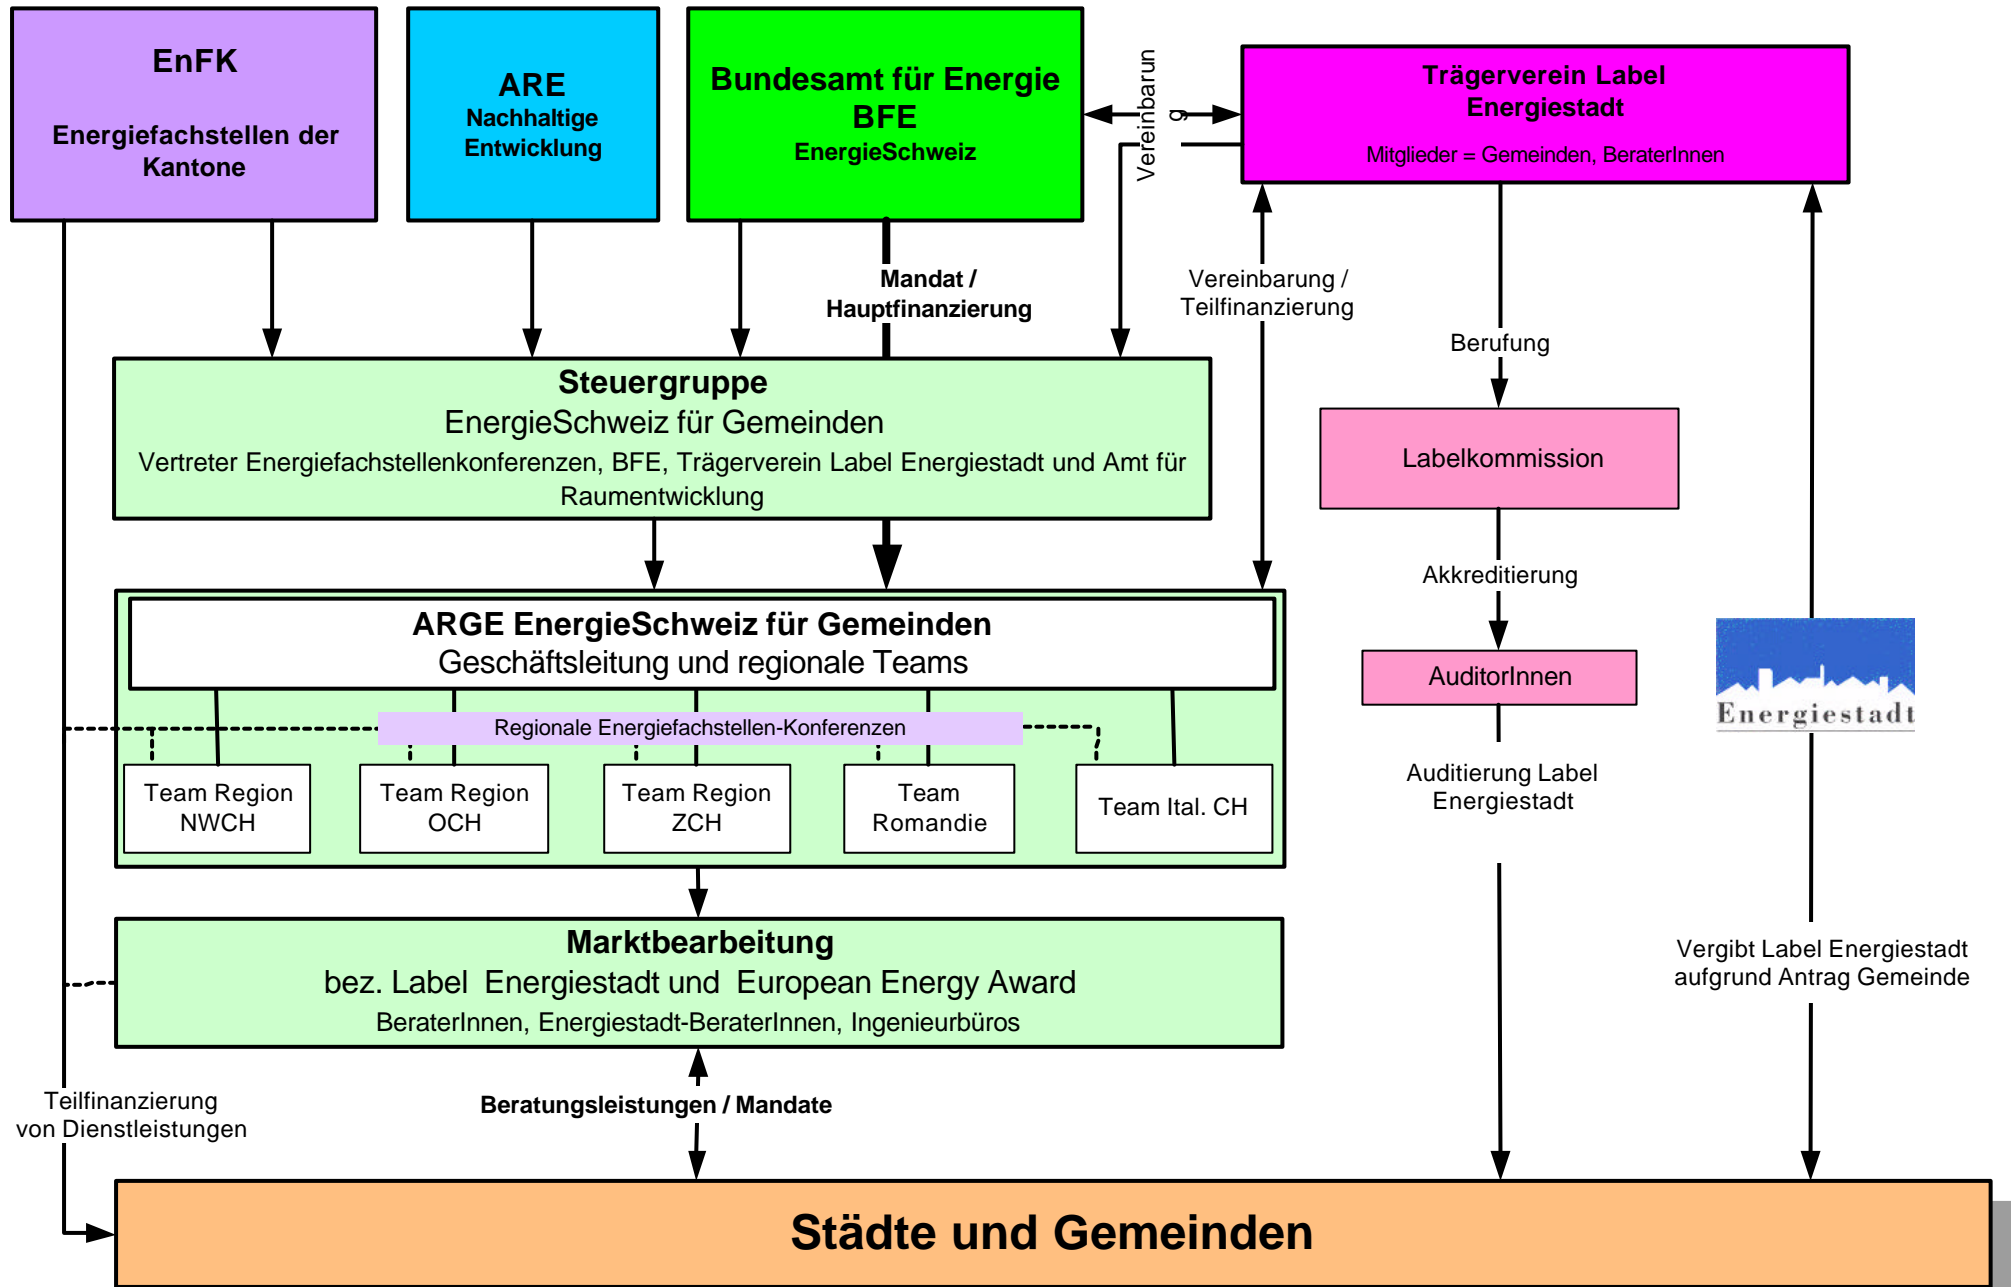 EnFK
Energiefachstellen der
Kantone
ARE
Nachhaltige
Entwicklung
Bundesamt für Energie
BFE
EnergieSchweiz
Vereinbarun
g
Trägerverein Label
Energiestadt
Mitglieder = Gemeinden, BeraterInnen
Mandat /
Hauptfinanzierung
Vereinbarung /
Teilfinanzierung
Berufung
Steuergruppe
EnergieSchweiz für Gemeinden
Vertreter Energiefachstellenkonferenzen, BFE, Trägerverein Label Energiestadt und Amt für
Raumentwicklung
Labelkommission
Akkreditierung
ARGE EnergieSchweiz für Gemeinden
Geschäftsleitung und regionale Teams
AuditorInnen
Energiestadt
Regionale Energiefachstellen-Konferenzen
Team Region
NWCH
Team Region
OCH
Team Region
ZCH
Team
Romandie
Team Ital. CH
Auditierung Label
Energiestadt
Marktbearbeitung
bez. Label Energiestadt und European Energy Award
BeraterInnen, Energiestadt-BeraterInnen, Ingenieurbüros
Vergibt Label Energiestadt
aufgrund Antrag Gemeinde
Teilfinanzierung
von Dienstleistungen
Beratungsleistungen / Mandate
Städte und Gemeinden